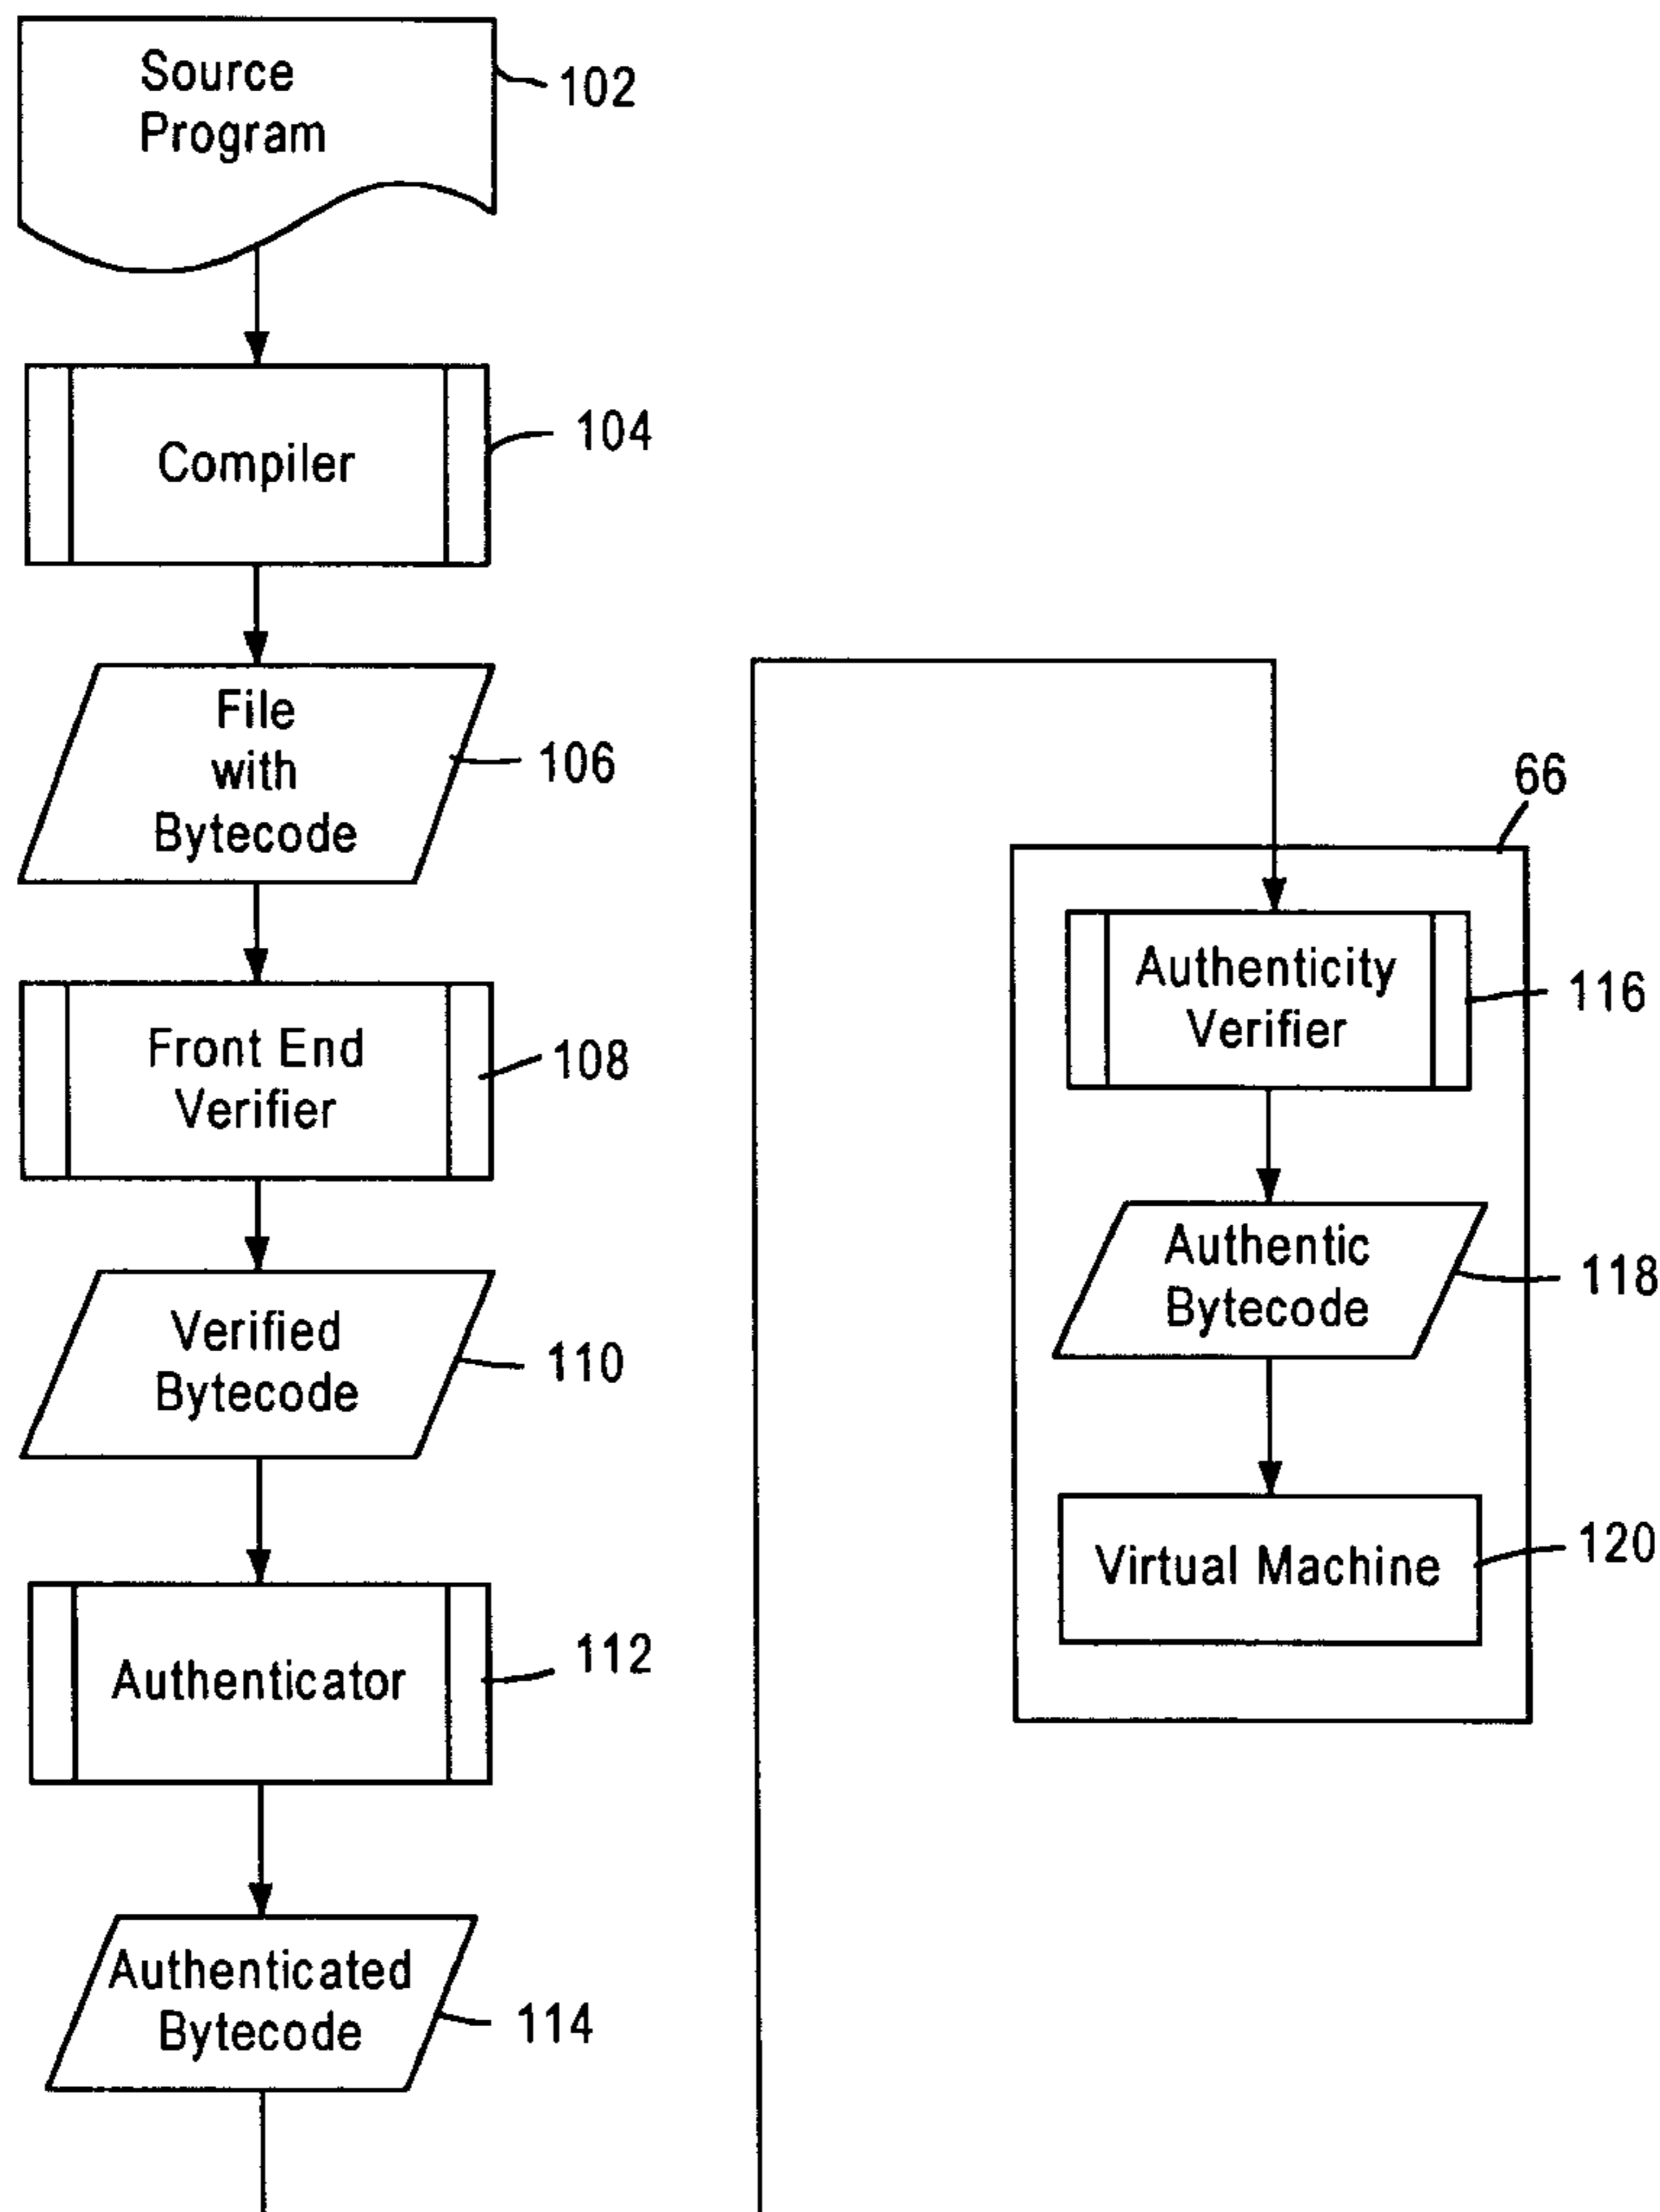 Source
Program
102
Compiler
104
File
with
Bytecode
106
Front End
Verifier
108
Verified
Bytecode
110
Authenticator
112
Authenticated
Bytecode
114
66
Authenticity
Verifier
116
Authentic
Bytecode
118
Virtual Machine
120